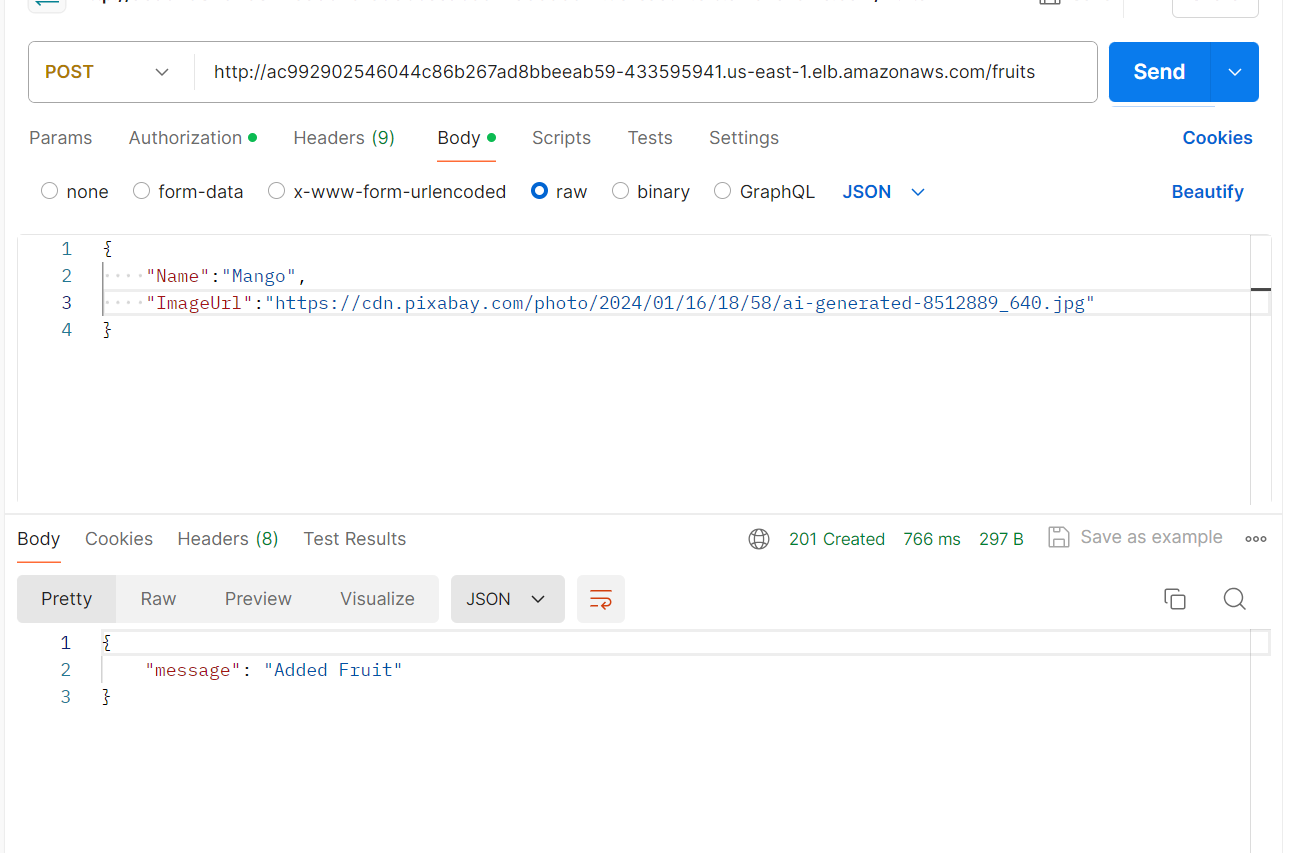 POST http://ac992902546044c86b267ad8bbeeab59-433595941.us-east-1.elb.amazonaws.com/fruits Send
Params Authorization Headers (9) Body Scripts Tests Settings Cookies
none form-data x-www-form-urlencoded raw binary GraphQL JSON Beautify
1 {
2 ····"Name":"Mango",
3 ····"ImageUrl":"https://cdn.pixabay.com/photo/2024/01/16/18/58/ai-generated-8512889_640.jpg"
4 }
Body Cookies Headers (8) Test Results 201 Created 766 ms 297 B Save as example
Pretty Raw Preview Visualize JSON
1 {
2 "message": "Added Fruit"
3 }